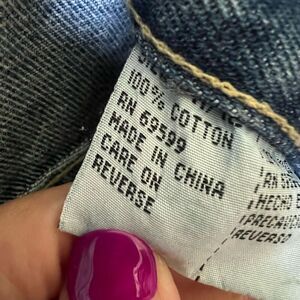 100% COTTON
RN 69599
MADE IN CHINA
CARE ON
REVERSE
HECHO
REVERSO